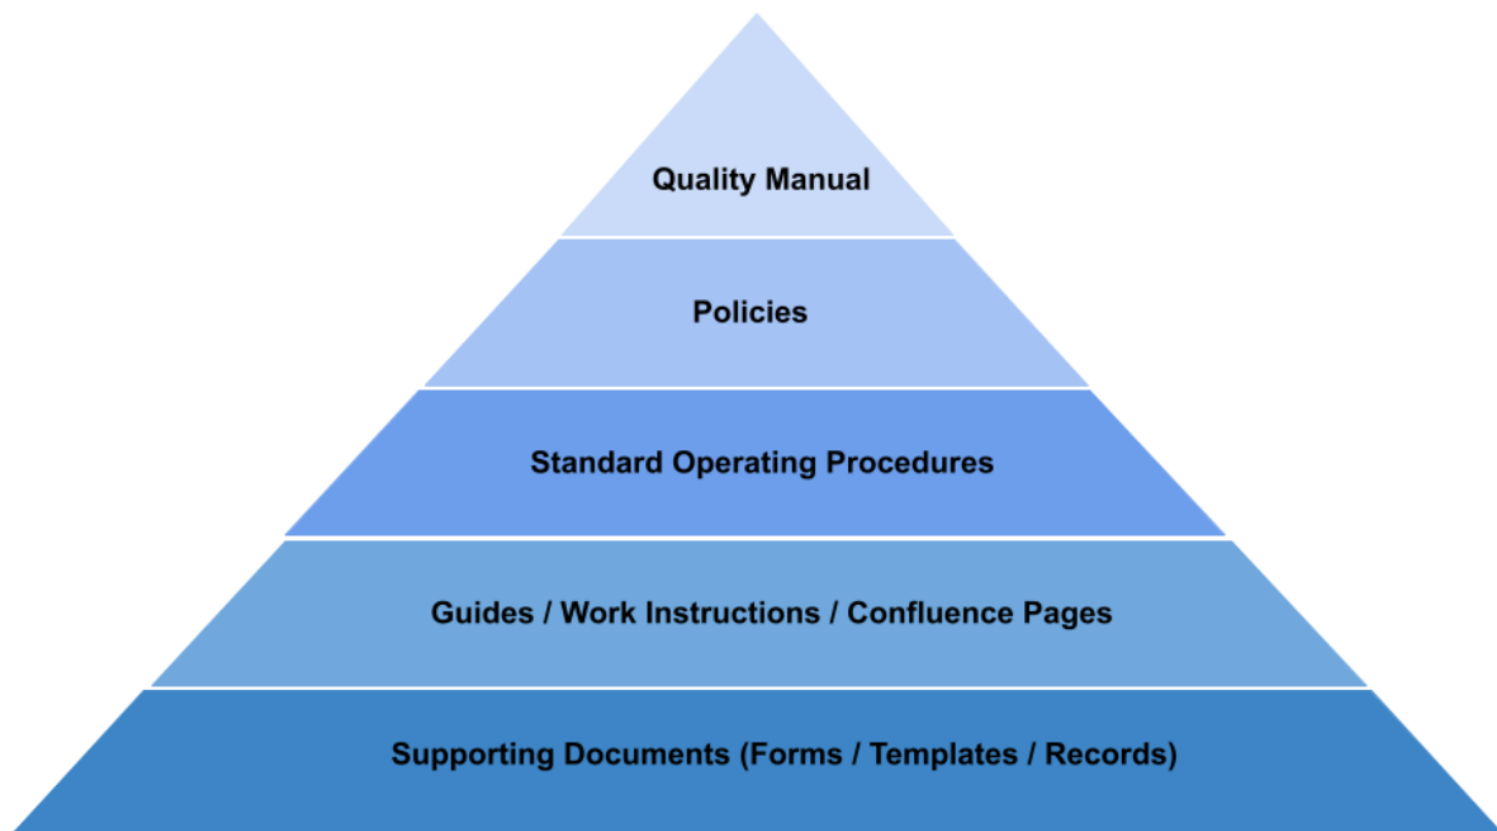 Quality Manual
Policies
Standard Operating Procedures
Guides / Work Instructions / Confluence Pages
Supporting Documents (Forms / Templates / Records)